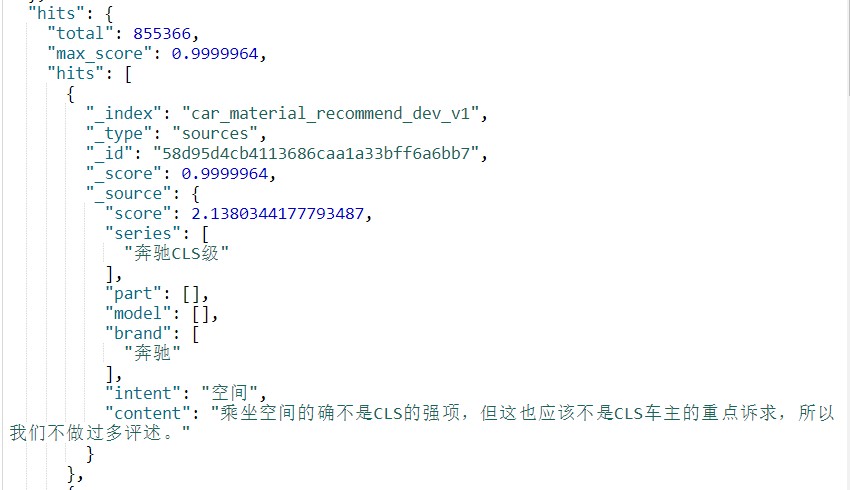 "hits": {
"total": 855366,
"max_score": 0.9999964,
"hits": [
{
"_index": "car_material_recommend_dev_v1",
"_type": "sources",
"_id": "58d95d4cb4113686caa1a33bff6a6bb7",
"_score": 0.9999964,
"_source": {
"score": 2.1380344177793487,
"series": [
"奔驰CLS级"
],
"part": [],
"model": [],
"brand": [
"奔驰"
],
"intent": "空间",
"content": "乘坐空间的确不是CLS的强项，但这也应该不是CLS车主的重点诉求，所以
我们不做过多评述。"
}
},